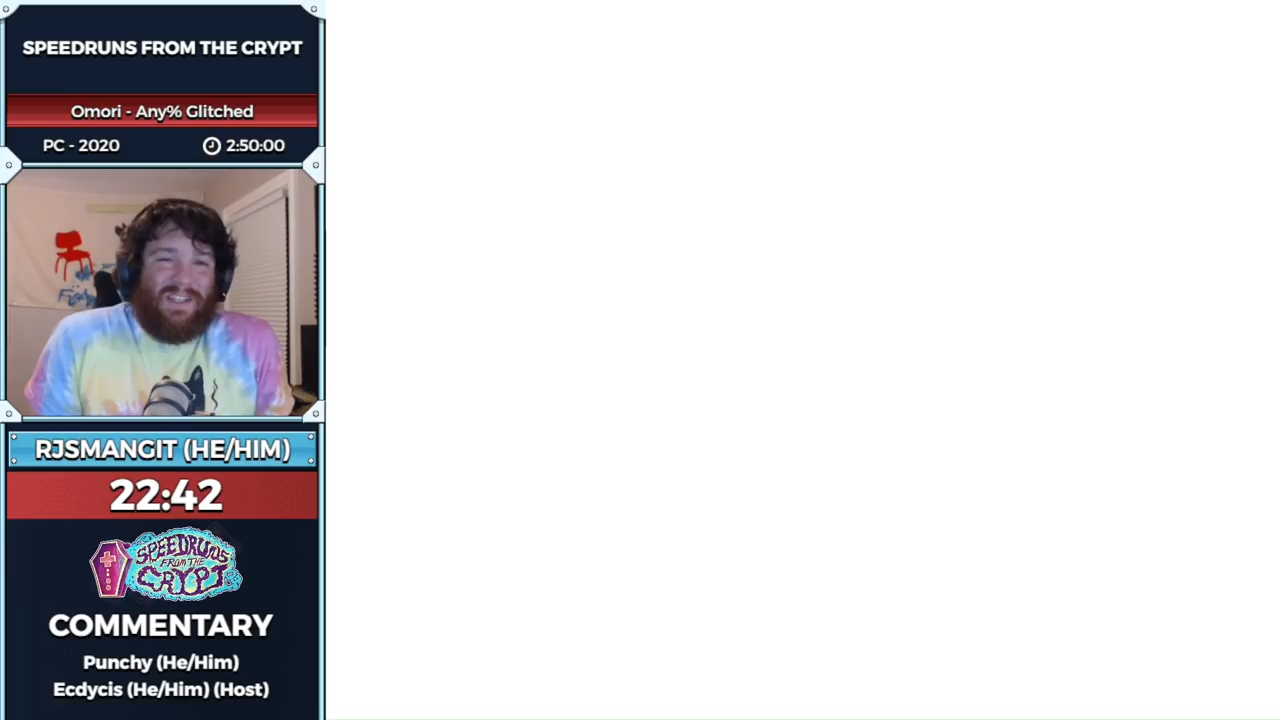 SPEEDRUNS FROM THE CRYPT
Omori - Any% Glitched
PC - 2020 2:50:00
RJSMANGIT (HE/HIM)
22:42
SPEEDRUNS
FROM THE
CRYPT
COMMENTARY
Punchy (He/Him)
Ecdycis (He/Him) (Host)